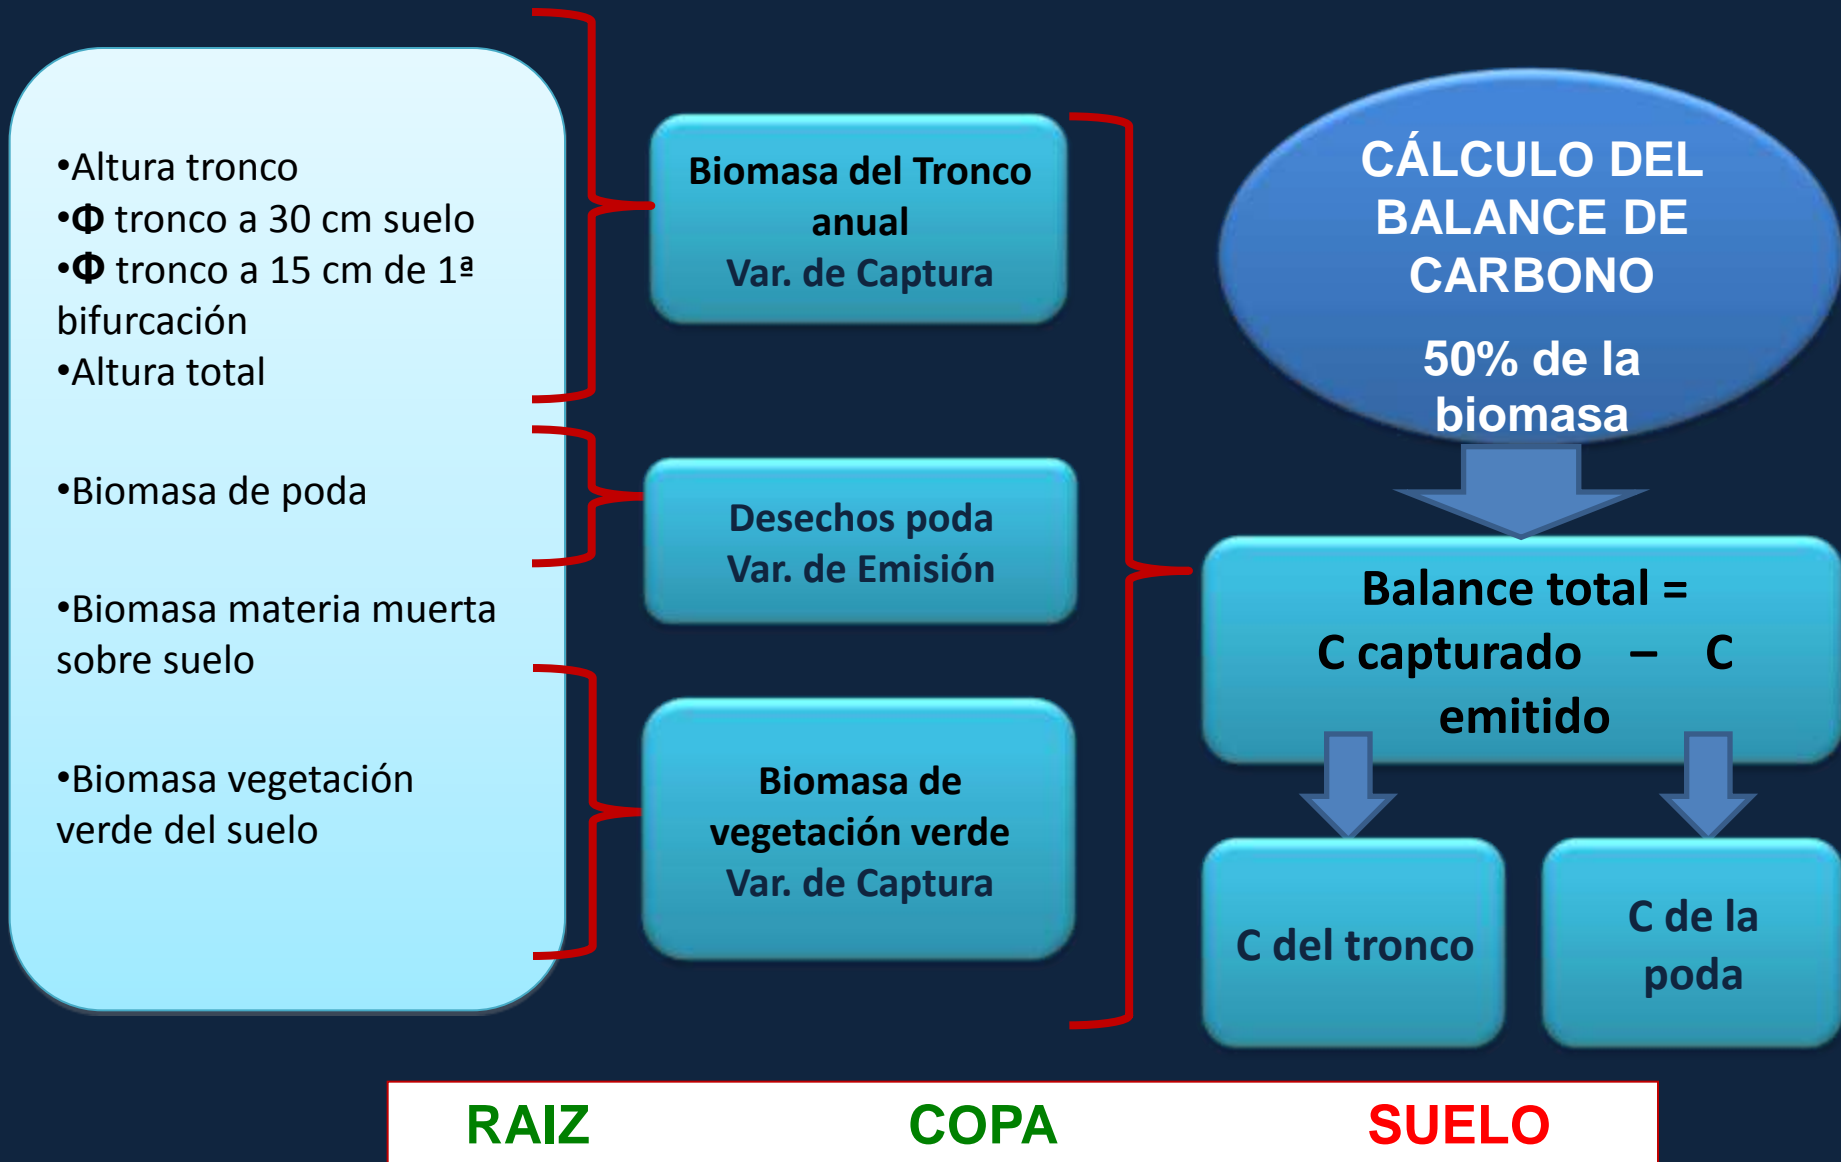 •Altura tronco
•Φ tronco a 30 cm suelo
•Φ tronco a 15 cm de 1ª
bifurcación
•Altura total
•Biomasa de poda
•Biomasa materia muerta
sobre suelo
•Biomasa vegetación
verde del suelo
Biomasa del Tronco
anual
Var. de Captura
Desechos poda
Var. de Emisión
Biomasa de
vegetación verde
Var. de Captura
CÁLCULO DEL
BALANCE DE
CARBONO
50% de la
biomasa
Balance total =
C capturado – C
emitido
C del tronco
C de la
poda
RAIZ COPA SUELO